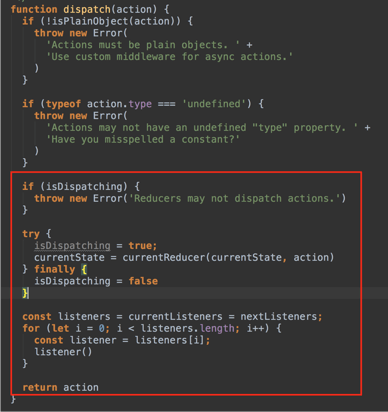 function dispatch(action) {
if (!isPlainObject(action)) {
throw new Error(
'Actions must be plain objects. ' +
'Use custom middleware for async actions.'
)
}
if (typeof action.type === 'undefined') {
throw new Error(
'Actions may not have an undefined "type" property. ' +
'Have you misspelled a constant?'
)
}
if (isDispatching) {
throw new Error('Reducers may not dispatch actions.')
}
try {
isDispatching = true;
currentState = currentReducer(currentState, action)
} finally {
isDispatching = false
}
const listeners = currentListeners = nextListeners;
for (let i = 0; i < listeners.length; i++) {
const listener = listeners[i];
listener()
}
return action
}